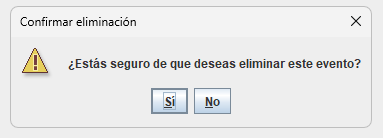 Confirmar eliminación
¿Estás seguro de que deseas eliminar este evento?
Sí No